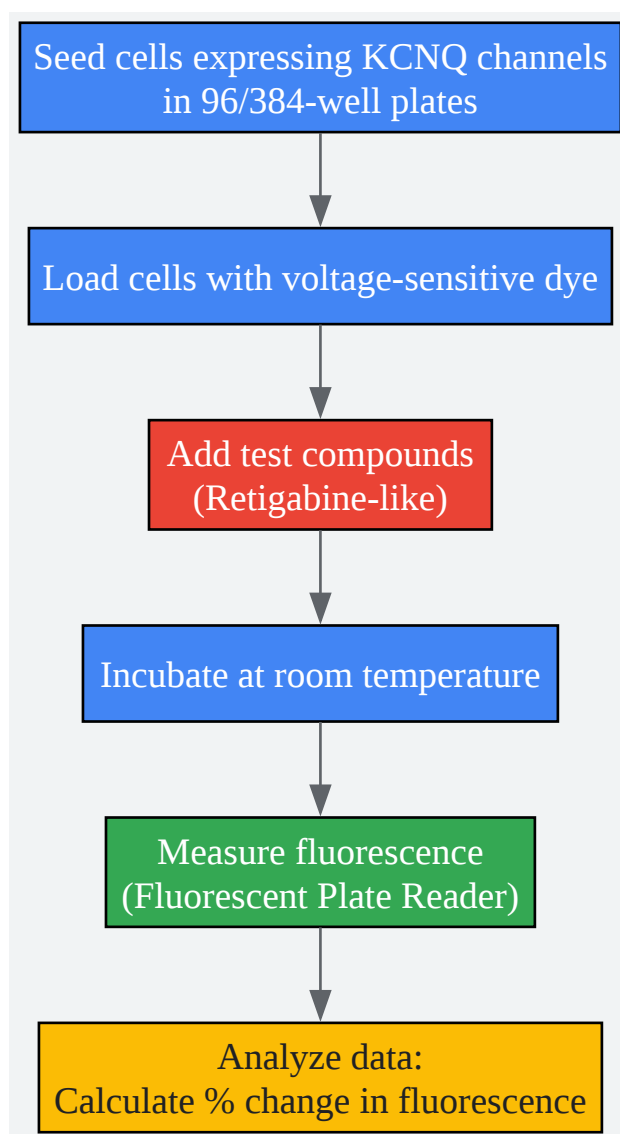 Seed cells expressing KCNQ channels
in 96/384-well plates
Load cells with voltage-sensitive dye
Add test compounds
(Retigabine-like)
Incubate at room temperature
Measure fluorescence
(Fluorescent Plate Reader)
Analyze data:
Calculate % change in fluorescence